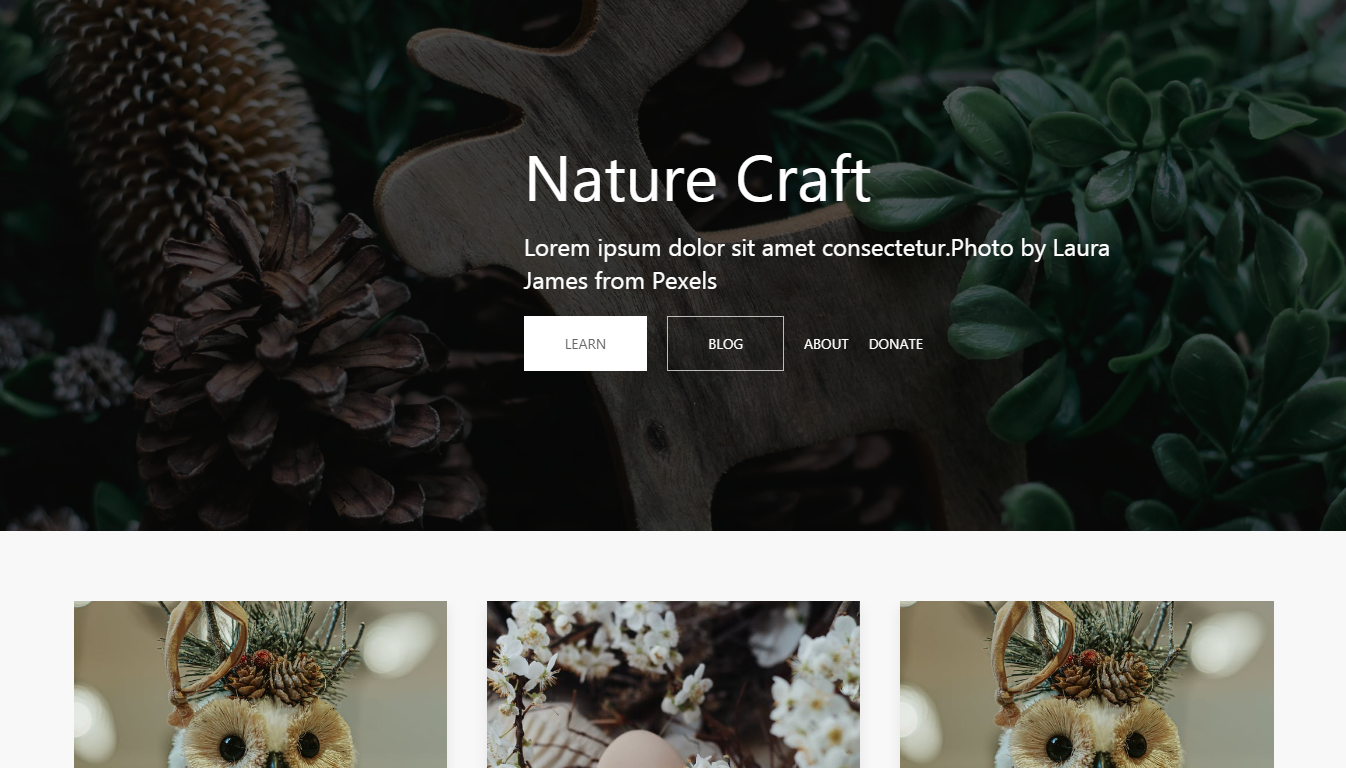 Nature Craft
Lorem ipsum dolor sit amet consectetur.Photo by Laura
James from Pexels
LEARN
BLOG
ABOUT
DONATE